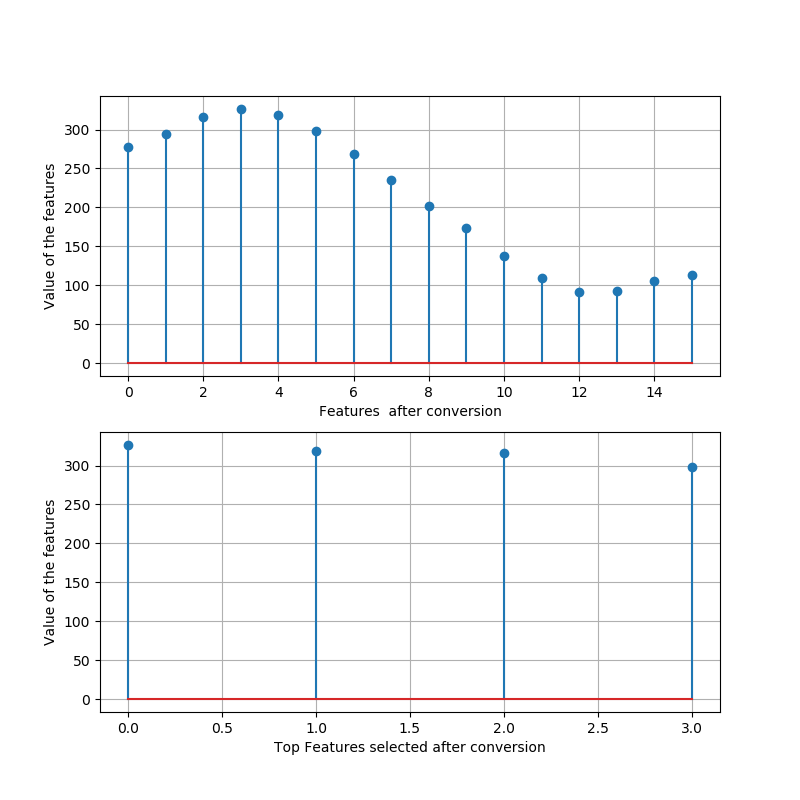 300
250
200
150
100
50
0
Value of the features
0 2 4 6 8 10 12 14
Features  after conversion
300
250
200
150
100
50
0
Value of the features
0.0 0.5 1.0 1.5 2.0 2.5 3.0
Top Features selected after conversion